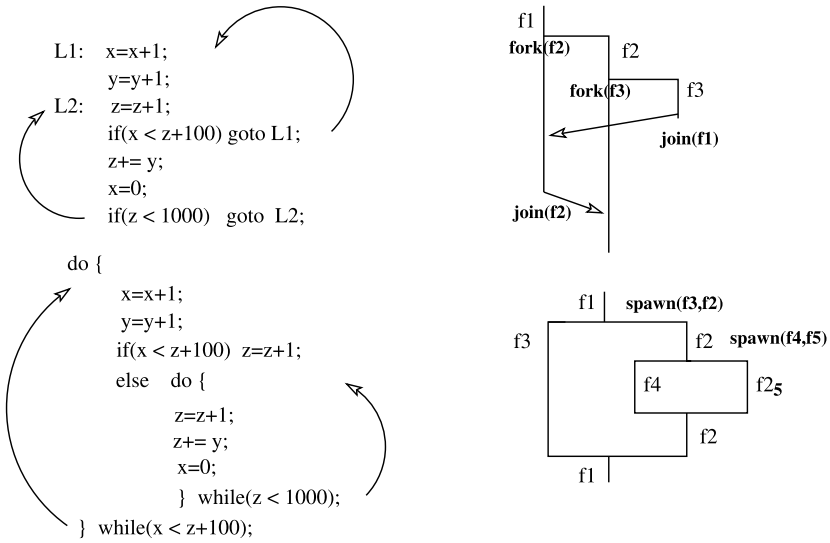 L1: x=x+1;
y=y+1;
L2: z=z+1;
if(x < z+100) goto L1;
z+= y;
x=0;
if(z < 1000) goto L2;
do {
x=x+1;
y=y+1;
if(x < z+100) z=z+1;
else do {
z=z+1;
z+= y;
x=0;
} while(z < 1000);
} while(x < z+100);
f1
fork(f2)
f2
fork(f3)
f3
join(f1)
join(f2)
f1 spawn(f3,f2)
f3
f2 spawn(f4,f5)
f4
f25
f2
f1